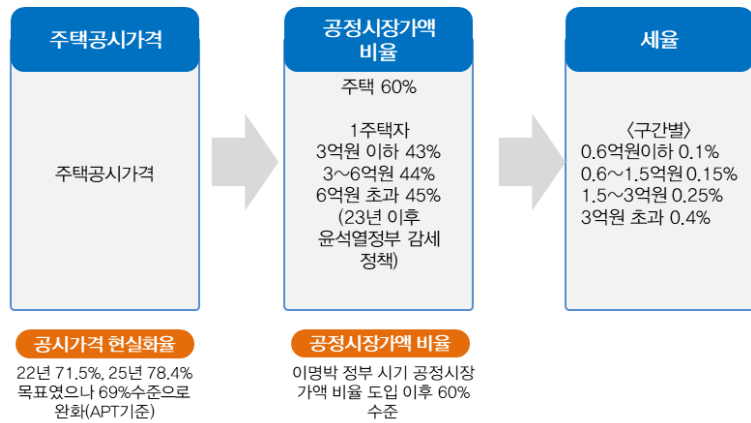 주택공시가격
주택공시가격
공시가격 현실화율
22년 71.5%, 25년 78.4%
목표였으나 69%수준으로
완화(APT기준)
공정시장가액
비율
주택 60%
1주택자
3억원 이하 43%
3~6억원 44%
6억원 초과 45%
(23년 이후
윤석열정부 감세
정책)
공정시장가액 비율
이명박 정부 시기 공정시장
가액 비율 도입 이후 60%
수준
세율
〈구간별〉
0.6억원이하 0.1%
0.6~1.5억원 0.15%
1.5~3억원 0.25%
3억원 초과 0.4%